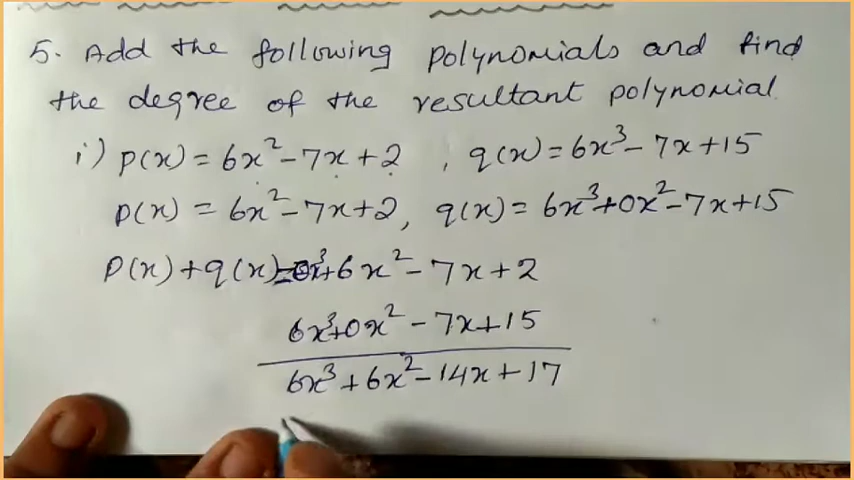 5. Add the following polynomials and find
the degree of the resultant polynomial
i) p(x) = 6x² - 7x + 2 , q(x) = 6x³ - 7x + 15
p(x) = 6x² - 7x + 2, q(x) = 6x³ + 0x² - 7x + 15
p(x) + q(x) = 0x³ + 6x² - 7x + 2
6x³ + 0x² - 7x + 15
6x³ + 6x² - 14x + 17